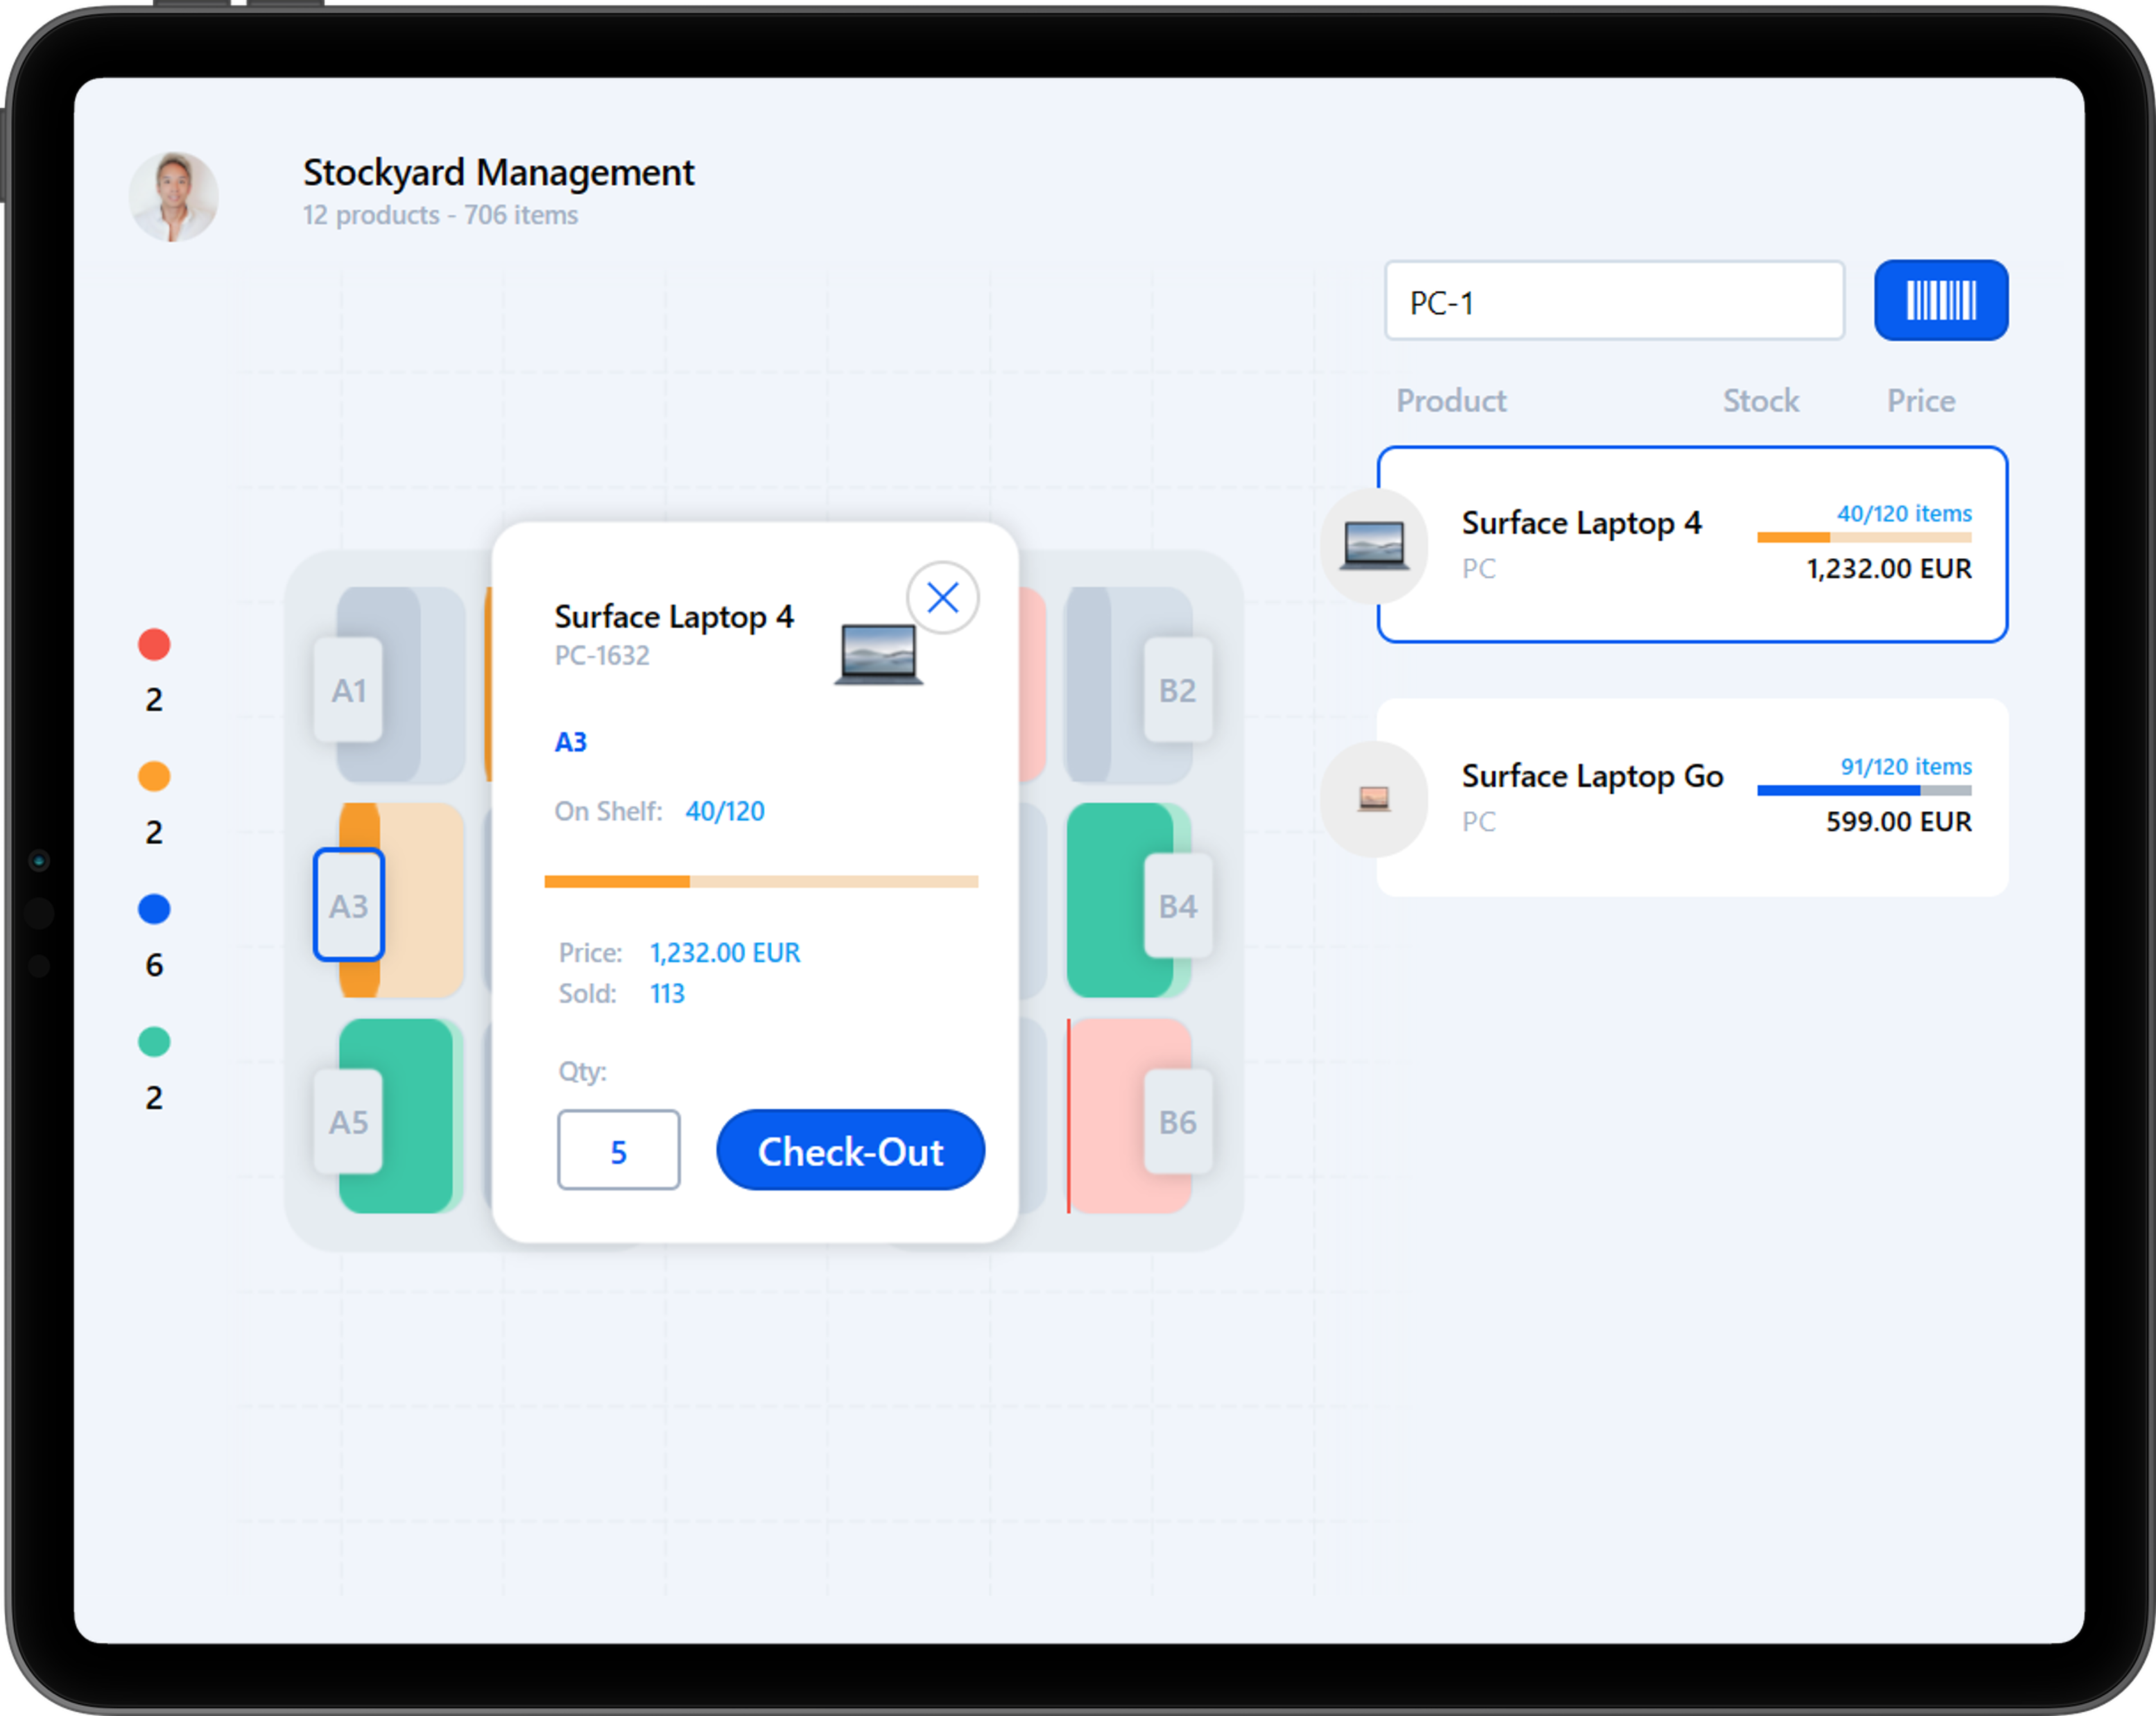 Stockyard Management
12 products - 706 items
PC-1
Product Stock Price
Surface Laptop 4
PC
40/120 items
1,232.00 EUR
Surface Laptop Go
PC
91/120 items
599.00 EUR
2
2
6
2
A1
A3
A5
Surface Laptop 4
PC-1632
A3
On Shelf: 40/120
Price: 1,232.00 EUR
Sold: 113
Qty:
5
Check-Out
B2
B4
B6